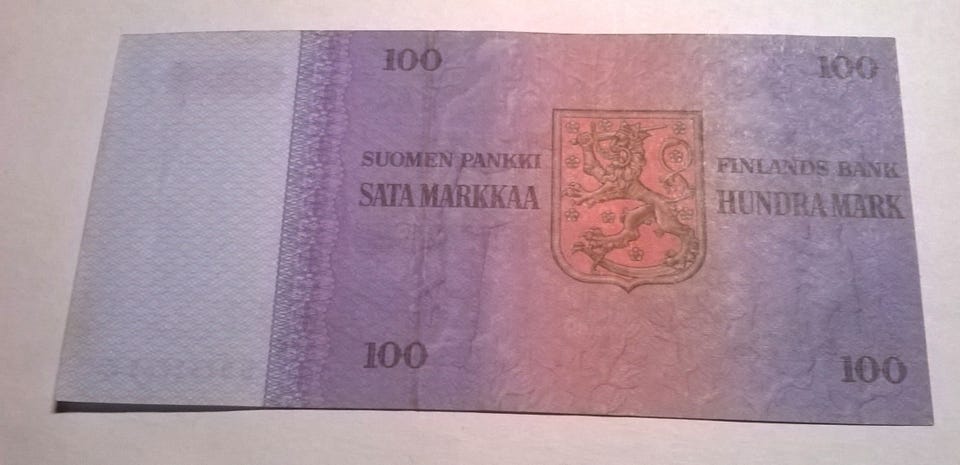 100 100
SUOMEN PANKKI
SATA MARKKAA
FINLANDS BANK
HUNDRA MARK
100 100